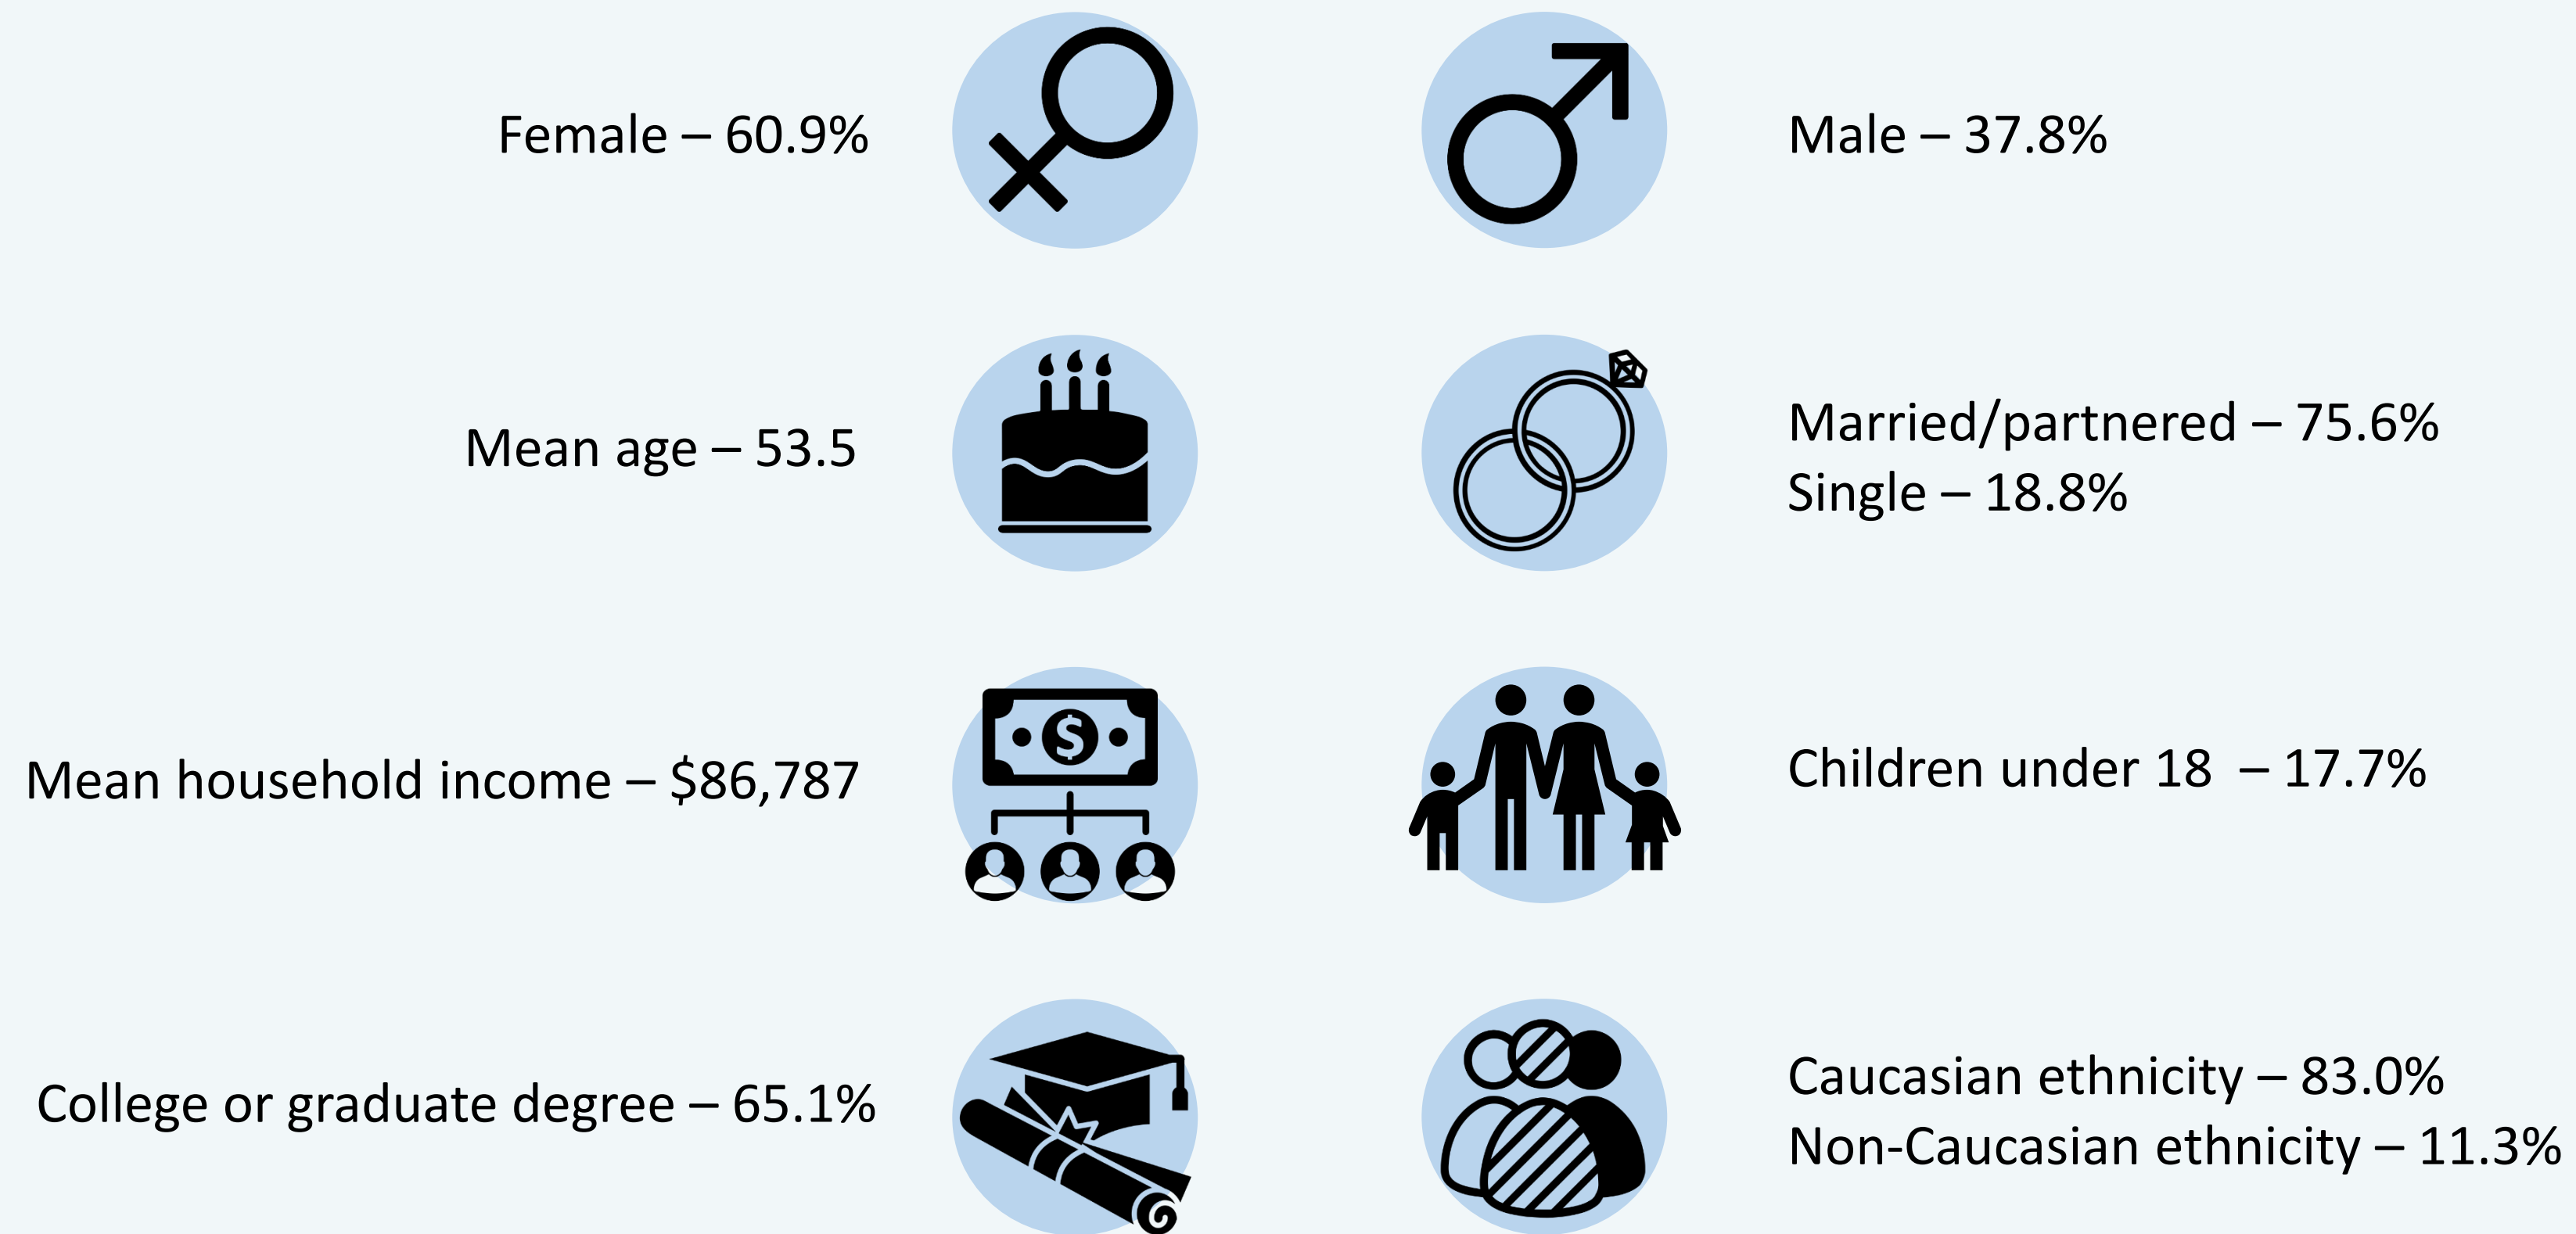 Female – 60.9%
Male – 37.8%
Mean age – 53.5
Married/partnered – 75.6%
Single – 18.8%
Mean household income – $86,787
Children under 18  – 17.7%
College or graduate degree – 65.1%
Caucasian ethnicity – 83.0%
Non-Caucasian ethnicity – 11.3%